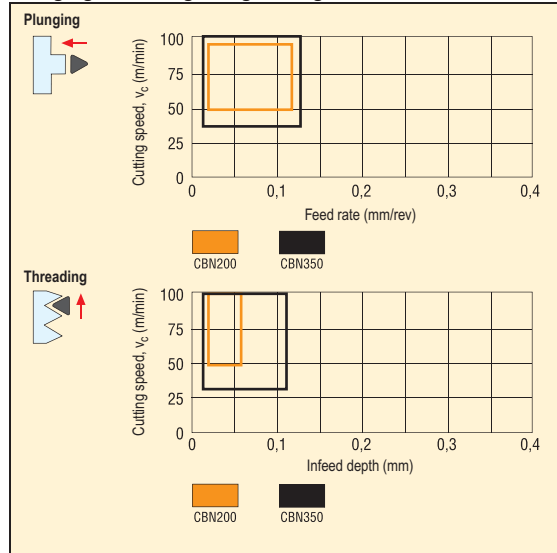 Plunging
Cutting speed, vc (m/min)
100
75
50
25
0
0 0,1 0,2 0,3 0,4
Feed rate (mm/rev)
CBN200 CBN350
Threading
Cutting speed, vc (m/min)
100
75
50
25
0
0 0,1 0,2 0,3 0,4
Infeed depth (mm)
CBN200 CBN350